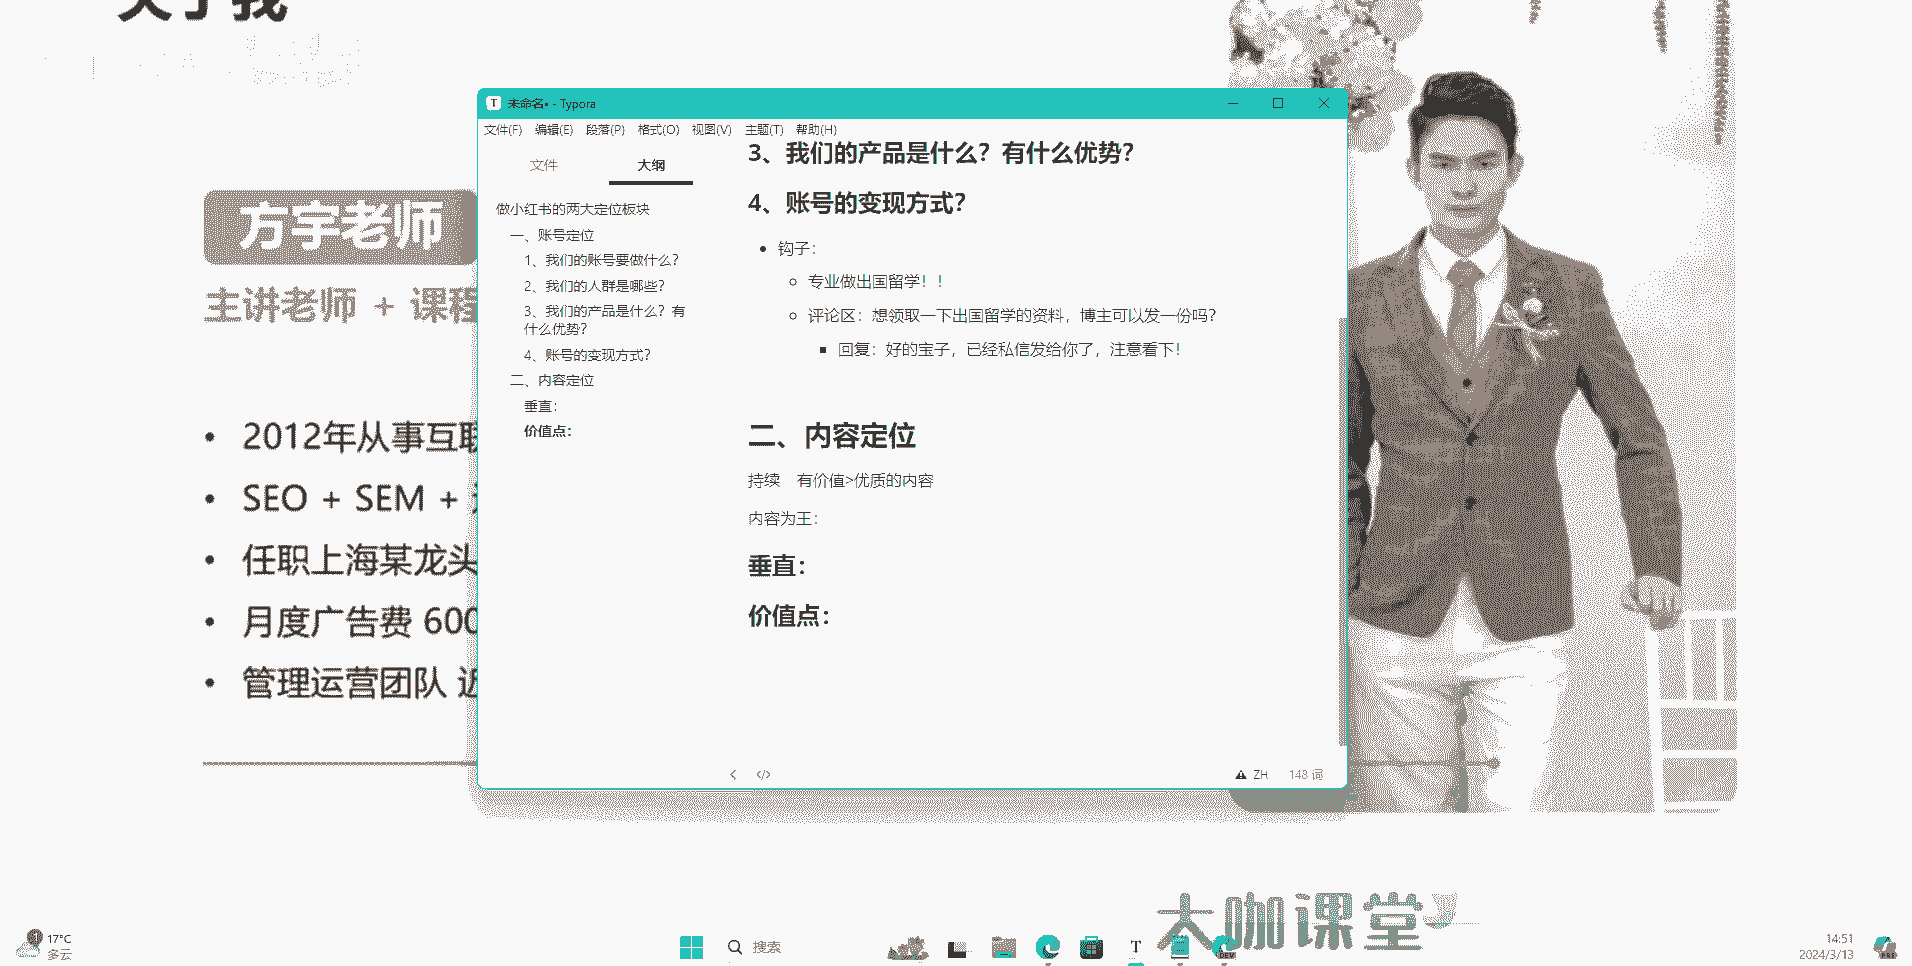 关于我
方宇老师
主讲老师 + 课程
• 2012年从事互联
• SEO + SEM +
• 任职上海某龙头
• 月度广告费 600
• 管理运营团队 近
未命名• - Typora
文件(F) 编辑(E) 段落(P) 格式(O) 视图(V) 主题(T) 帮助(H)
文件 大纲
做小红书的两大定位板块
一、账号定位
1、我们的账号要做什么？
2、我们的人群是哪些？
3、我们的产品是什么？有
什么优势？
4、账号的变现方式？
二、内容定位
垂直：
价值点：
3、我们的产品是什么？有什么优势？
4、账号的变现方式？
钩子：
专业做出国留学！！
评论区：想领取一下出国留学的资料，博主可以发一份吗？
回复：好的宝子，已经私信发给你了，注意看下！
二、内容定位
持续 有价值>优质的内容
内容为王：
垂直：
价值点：
</> ZH 148 词
大咖课堂
17°C
多云
搜索
T
DEV
14:51
2024/3/13
PRE